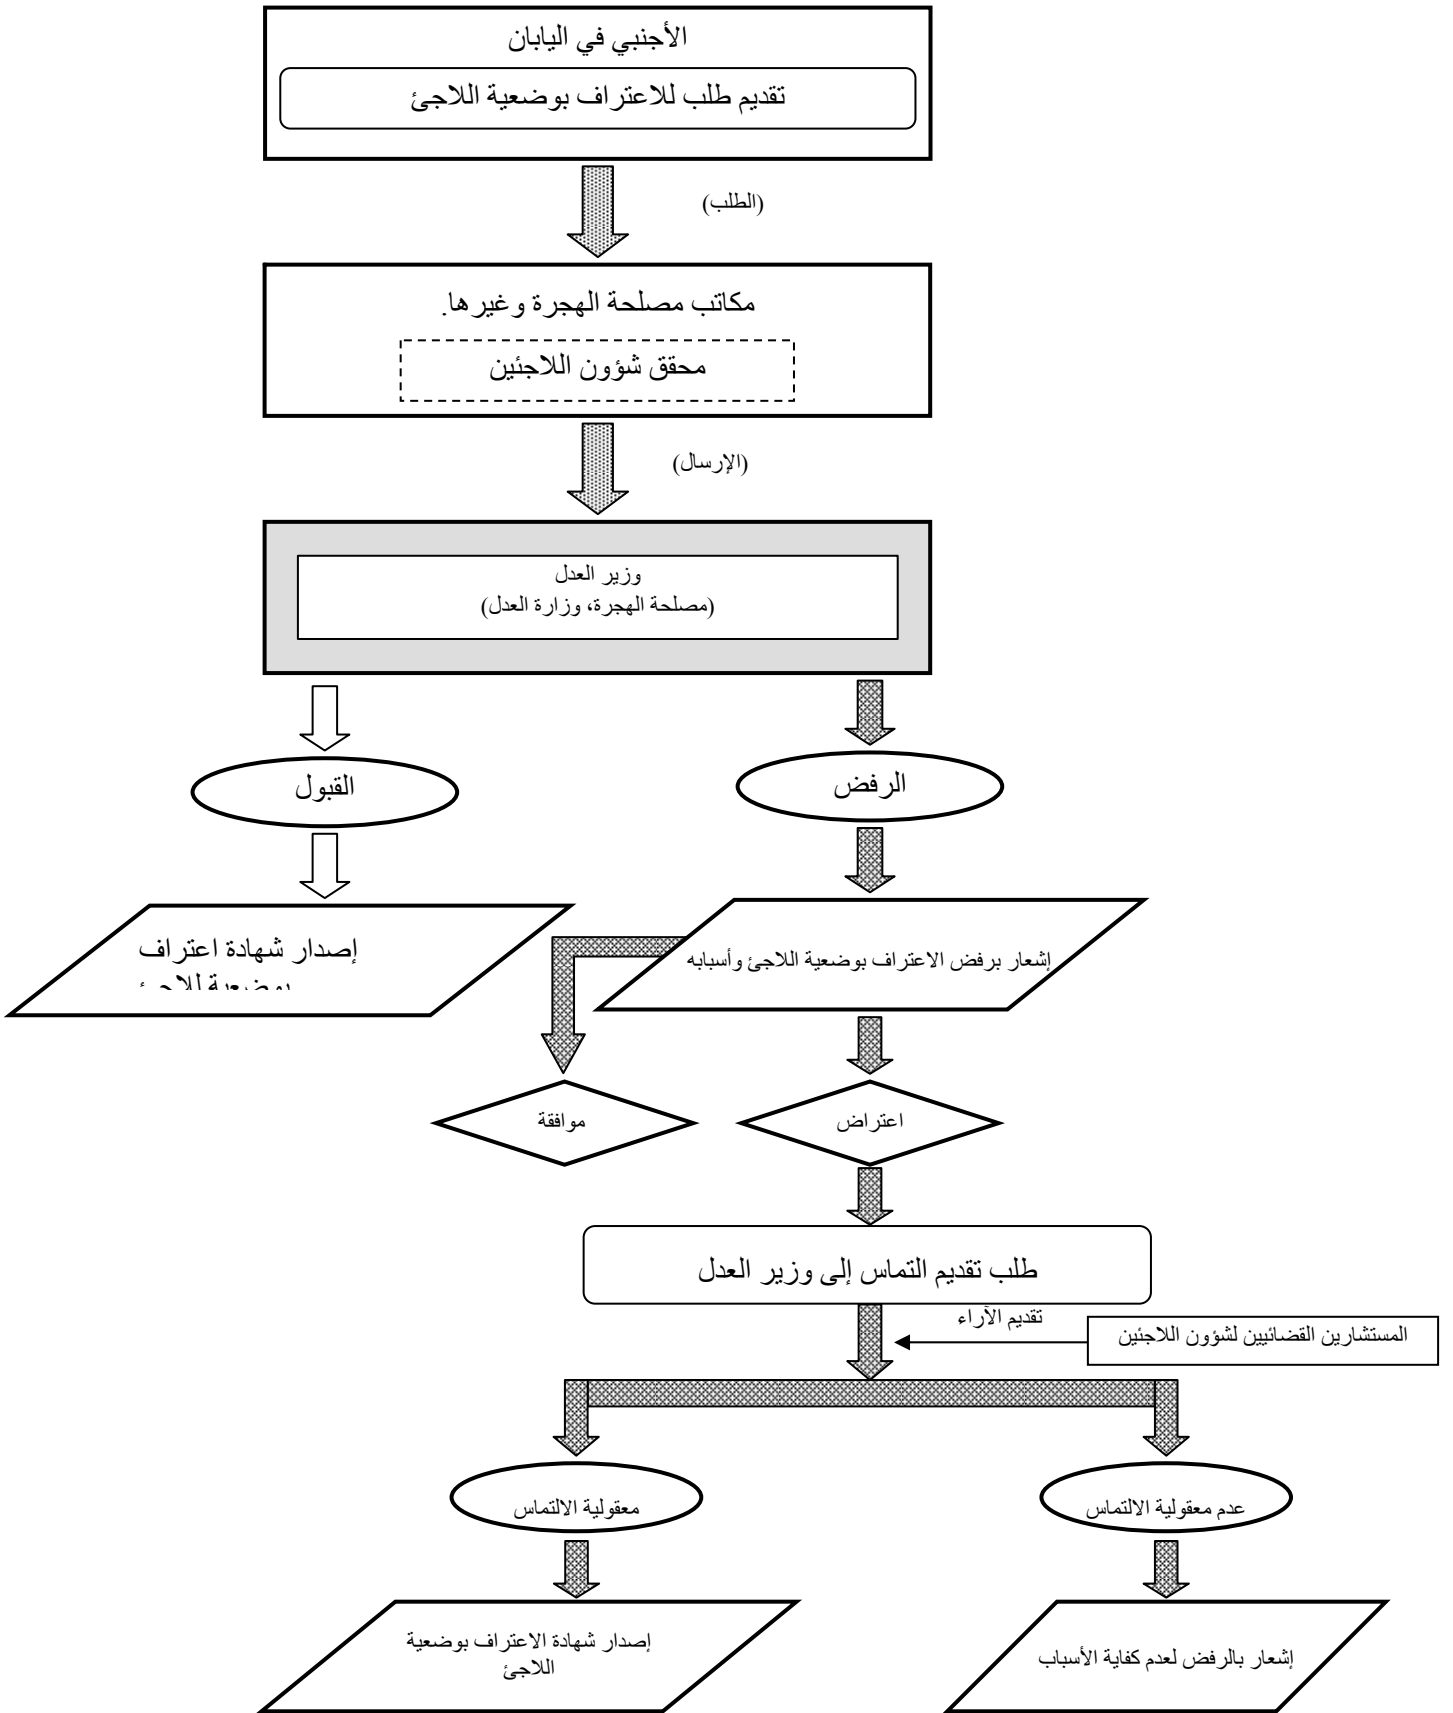 الأجنبي في اليابان
تقديم طلب للاعتراف بوضعية اللاجئ
(الطلب)
مكاتب مصلحة الهجرة وغيرها.
محقق شؤون اللاجئين
(الإرسال)
وزير العدل
(مصلحة الهجرة، وزارة العدل)
الرفض
القبول
إشعار برفض الاعتراف بوضعية اللاجئ وأسبابه
إصدار شهادة اعتراف
بوضعية للاجئ
اعتراض
موافقة
طلب تقديم التماس إلى وزير العدل
تقديم الآراء
المستشارين القضائيين لشؤون اللاجئين
عدم معقولية الالتماس
معقولية الالتماس
إشعار بالرفض لعدم كفاية الأسباب
إصدار شهادة الاعتراف بوضعية
اللاجئ